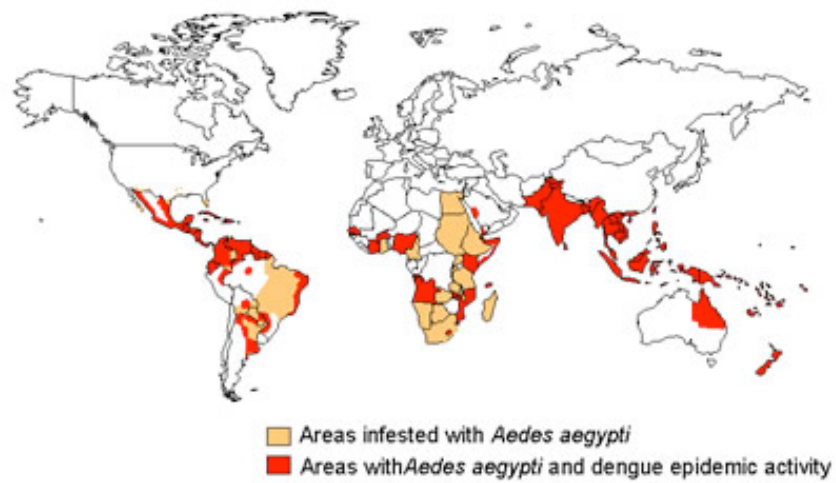 Areas infested with Aedes aegypti
Areas withAedes aegypti and dengue epidemic activity